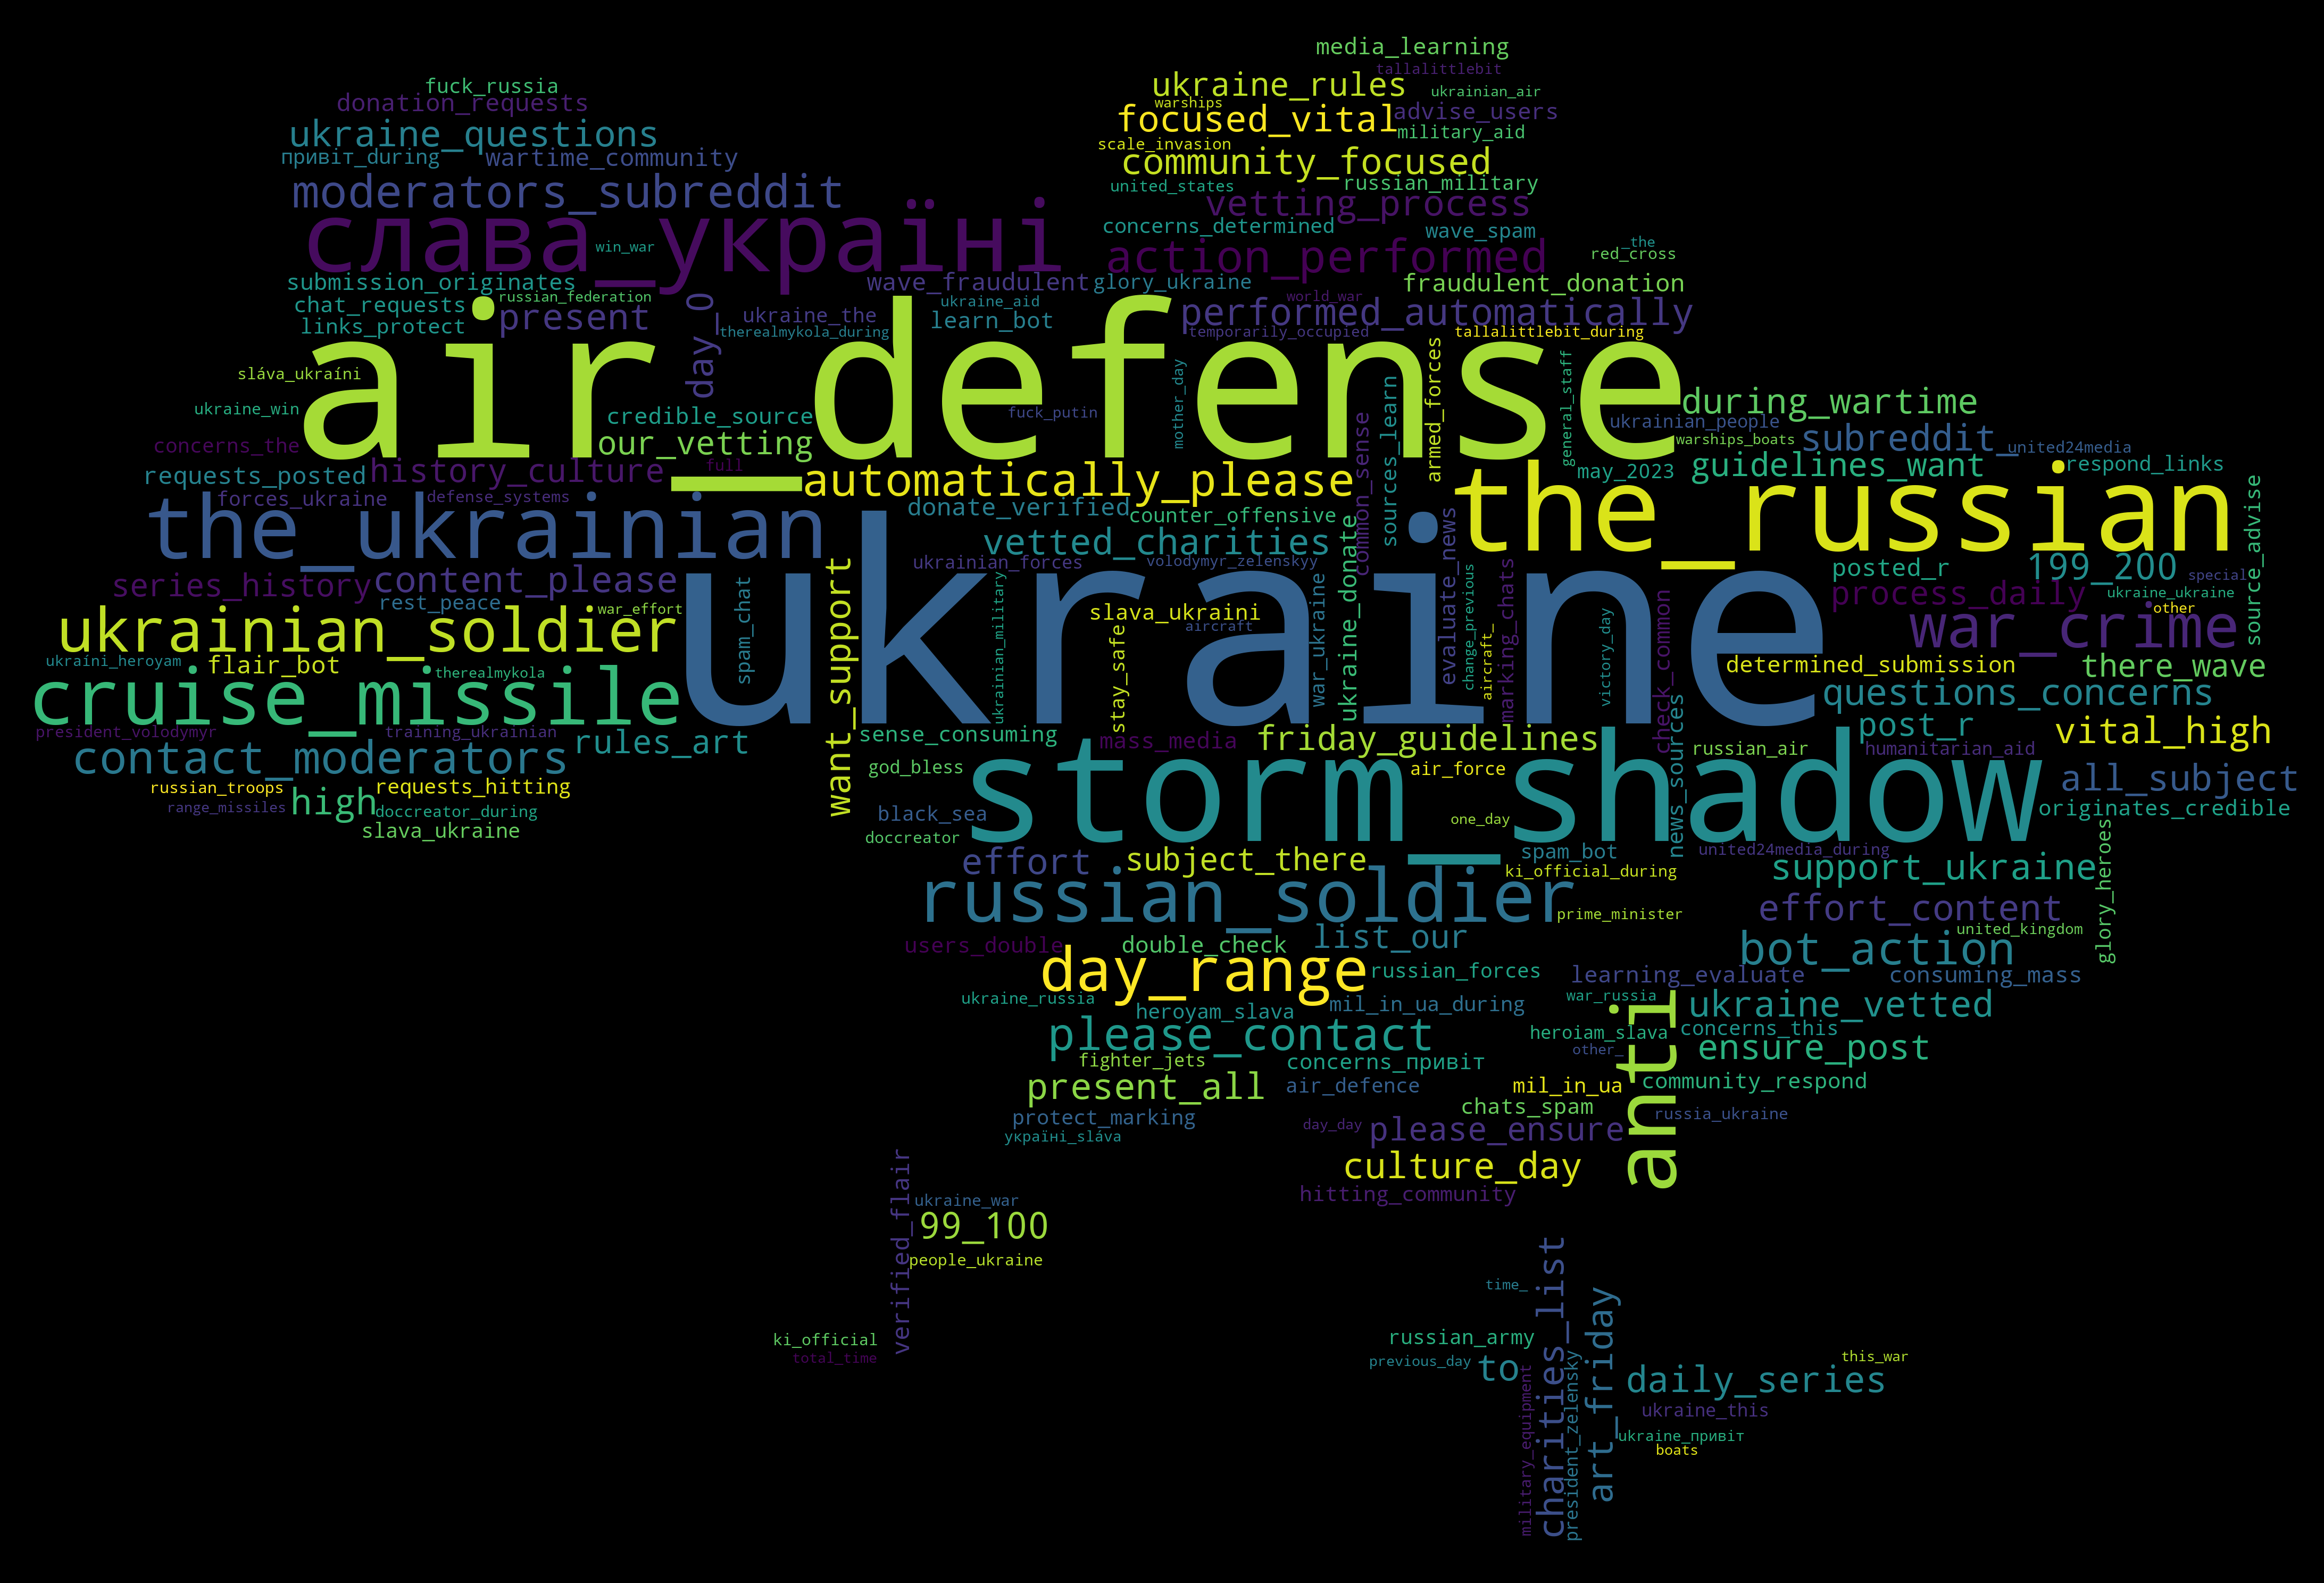 media_learning
tallalittlebit
fuck_russia
ukraine_rules
ukrainian_air
donation_requests
warships
advise_users
focused_vital
ukraine_questions
military_aid
scale_invasion
привіт_during
wartime_community
community_focused
united_states
russian_military
moderators_subreddit
vetting_process
concerns_determined
wave_spam
слава_україні
win_war
action_performed
_the
red_cross
submission_originates
wave_fraudulent
glory_ukraine
fraudulent_donation
chat_requests
russian_federation
ukraine_aid
world_war
links_protect
present
day_0
ukraine_the
learn_bot
performed_automatically
therealmykola_during
temporarily_occupied
tallalittlebit_during
air_defense
sláva_ukraíni
mother_day
armed_forces
general_staff
sources_learn
ukraine_win
credible_source
fuck_putin
during_wartime
ukrainian_people
concerns_the
our_vetting
common_sense
warships_boats
subreddit_
united24media
requests_posted
history_culture
full
automatically_please
may_2023
guidelines_want
respond_links
forces_ukraine
defense_systems
donate_verified
counter_offensive
the_ukrainian
the_russian
source_advise
vetted_charities
ukraine_donate
evaluate_news
ukrainian_forces
volodymyr_zelenskyy
posted_r
199_200
special
series_history
content_please
want_support
spam_chat
ukrainian_military
war_ukraine
change_previous
marking_chats
process_daily
ukraine_ukraine
rest_peace
war_effort
slava_ukraini
stay_safe
aircraft
aircraft_
victory_day
check_common
other
ukrainian_soldier
ukraine
war_crime
ukraíni_heroyam
flair_bot
therealmykola
determined_submission
there_wave
cruise_missile
questions_concerns
president_volodymyr
training_ukrainian
rules_art
sense_consuming
mass_media
friday_guidelines
news_sources
russian_air
humanitarian_aid
post_r
vital_high
contact_moderators
god_bless
air_force
storm_shadow
all_subject
russian_troops
requests_hitting
range_missiles
high
doccreator_during
black_sea
one_day
originates_credible
slava_ukraine
doccreator
spam_bot
united24media_during
glory_heroes
effort
subject_there
ki_official_during
support_ukraine
russian_soldier
prime_minister
effort_content
united_kingdom
users_double
double_check
list_our
bot_action
day_range
russian_forces
learning_evaluate
consuming_mass
ukraine_russia
heroyam_slava
mil_in_ua_during
war_russia
anti
ukraine_vetted
please_contact
heroiam_slava
concerns_this
fighter_jets
concerns_привіт
other_
ensure_post
present_all
air_defence
mil_in_ua
community_respond
protect_marking
chats_spam
russia_ukraine
україні_sláva
day_day
please_ensure
culture_day
verified_flair
hitting_community
ukraine_war
99_100
people_ukraine
charities_list
time_
art_friday
ki_official
total_time
russian_army
previous_day
to
military_equipment
president_zelensky
this_war
daily_series
ukraine_this
ukraine_привіт
boats